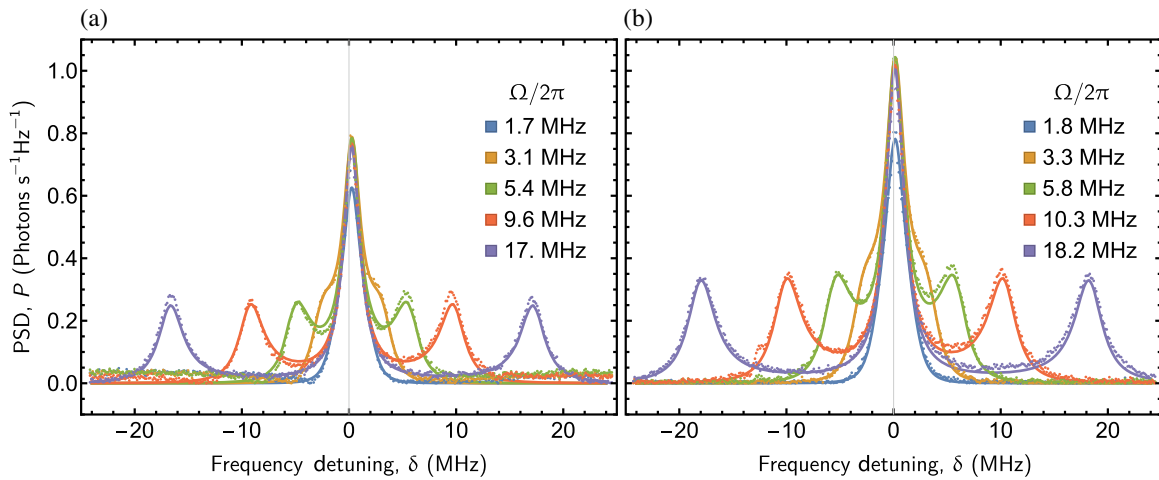 (a)
(b)
PSD, P (Photons s⁻¹Hz⁻¹)
1.0
0.8
0.6
0.4
0.2
0.0
Ω/2π
1.7 MHz
3.1 MHz
5.4 MHz
9.6 MHz
17. MHz
−20 −10 0 10 20
Frequency detuning, δ (MHz)
Ω/2π
1.8 MHz
3.3 MHz
5.8 MHz
10.3 MHz
18.2 MHz
−20 −10 0 10 20
Frequency detuning, δ (MHz)